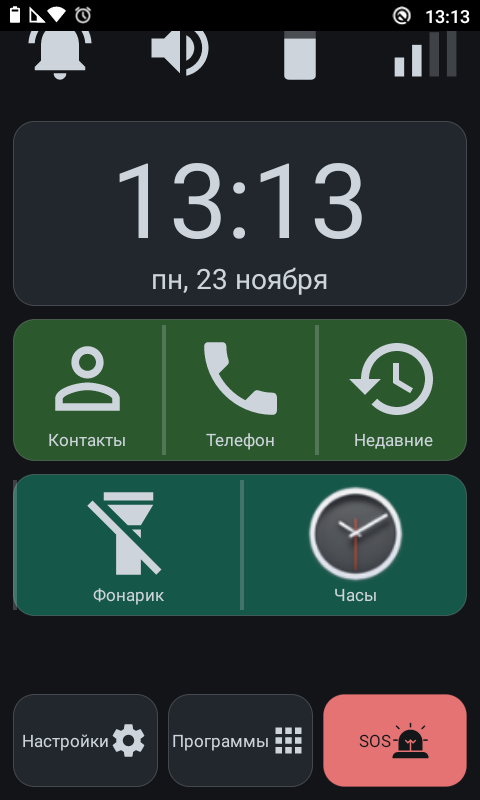 13:13
13:13
пн, 23 ноября
Контакты
Телефон
Недавние
Фонарик
Часы
Настройки
Программы
SOS